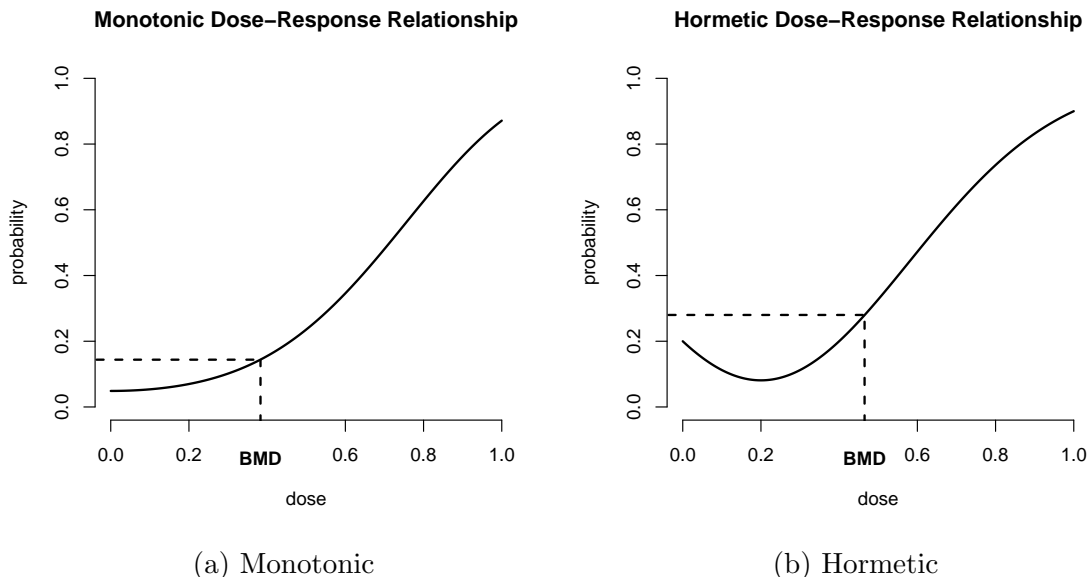 Monotonic Dose−Response Relationship
probability
1.0
0.8
0.6
0.4
0.2
0.0
0.0 0.2 BMD 0.6 0.8 1.0
dose
(a) Monotonic
Hormetic Dose−Response Relationship
probability
1.0
0.8
0.6
0.4
0.2
0.0
0.0 0.2 BMD 0.6 0.8 1.0
dose
(b) Hormetic